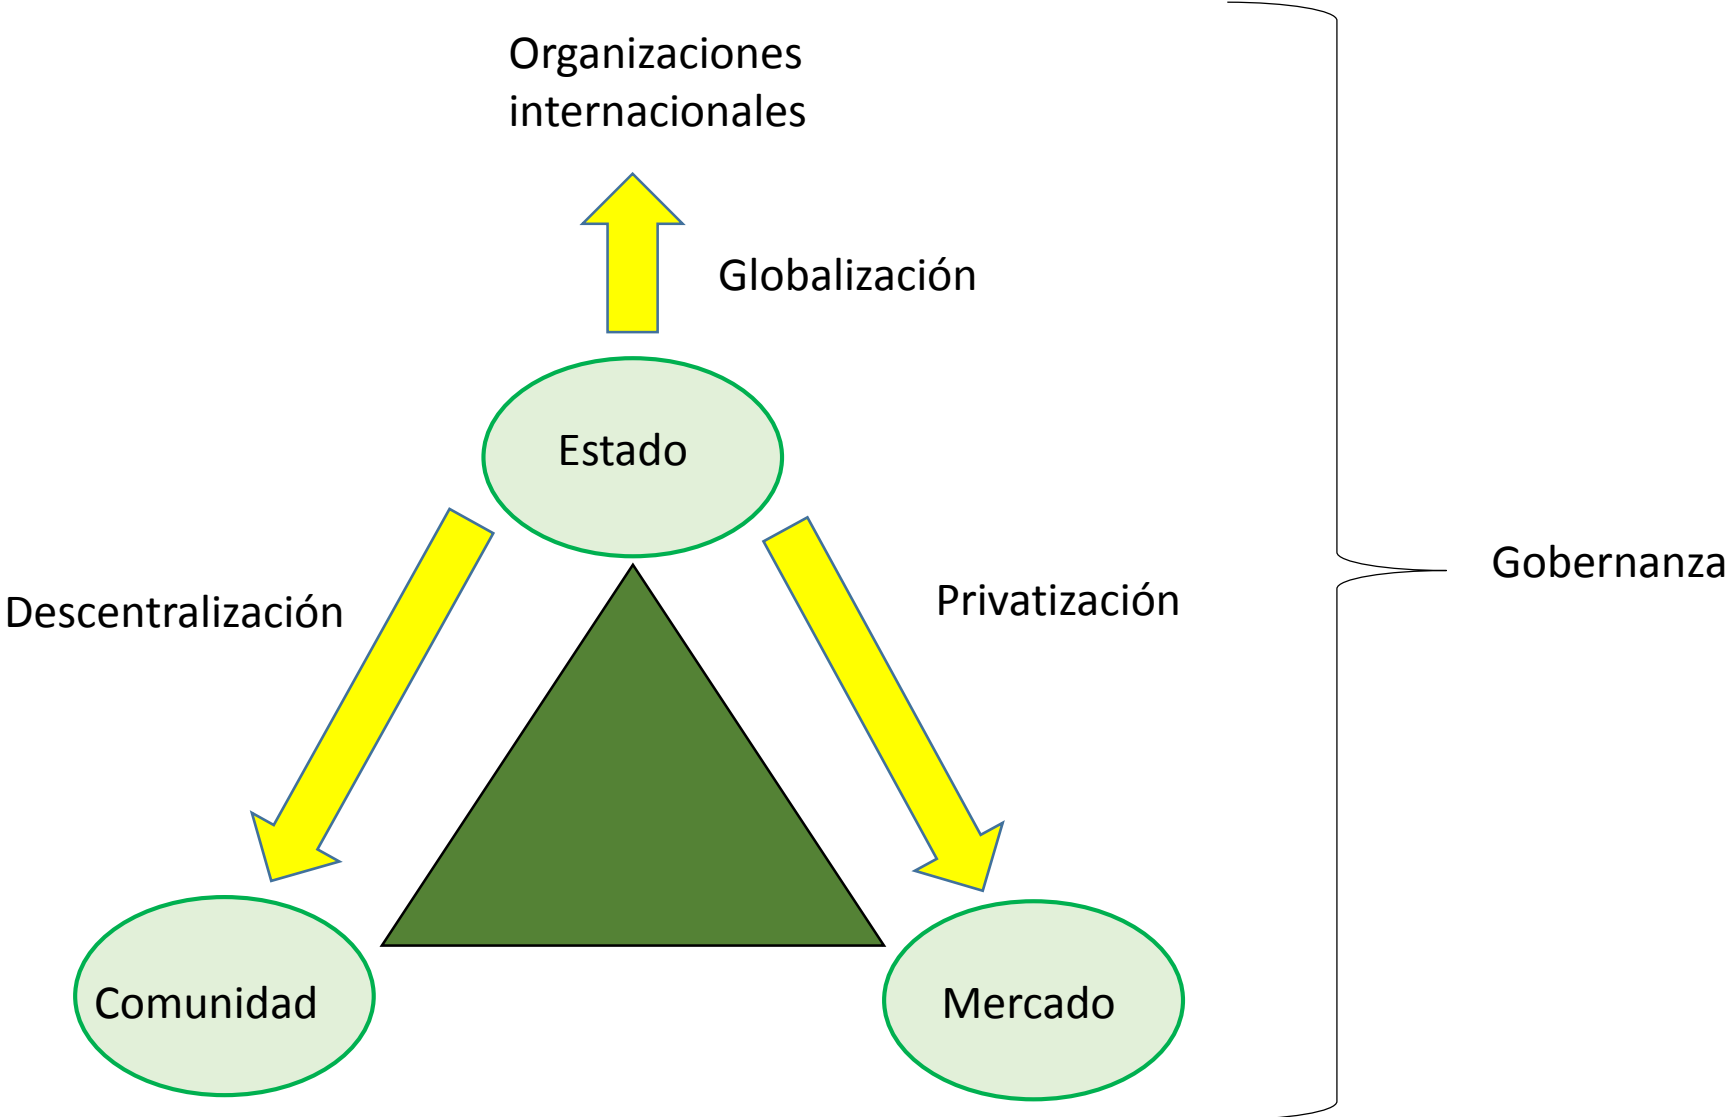 Organizaciones
internacionales
Globalización
Estado
Gobernanza
Descentralización
Privatización
Comunidad
Mercado